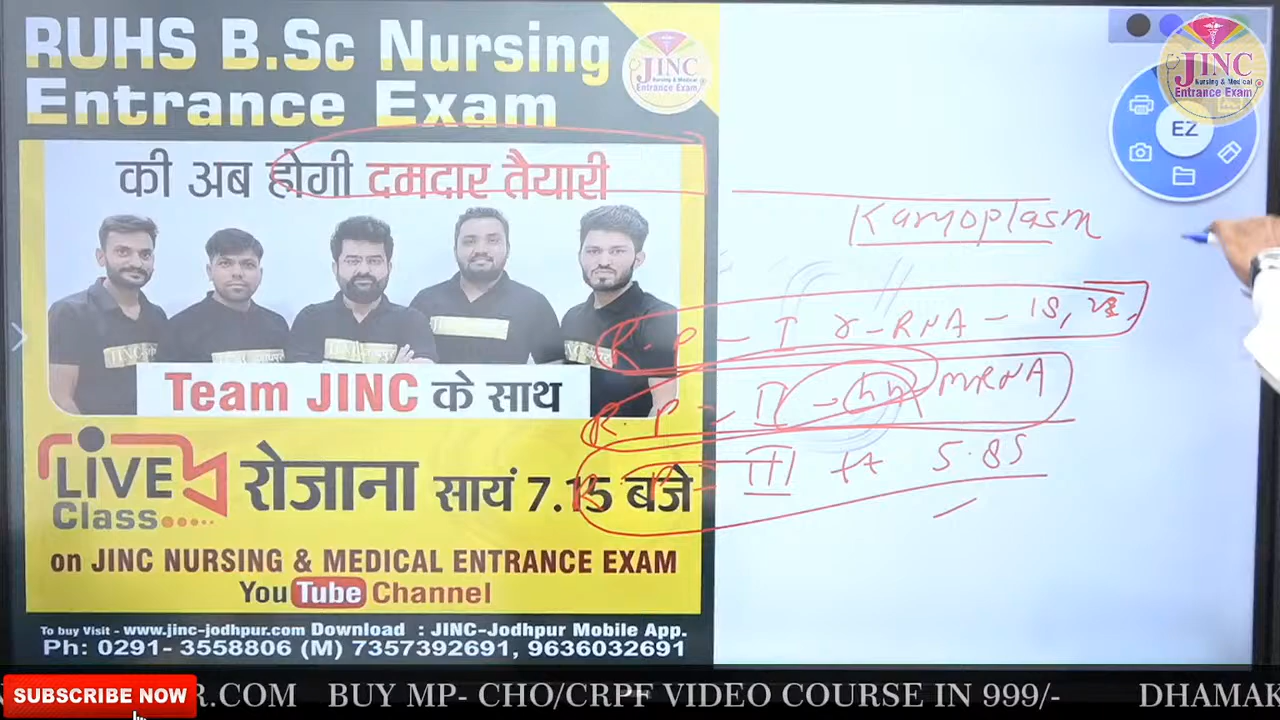 RUHS B.Sc Nursing
Entrance Exam
JINC
Nursing & Medical
Entrance Exam
की अब होगी दमदार तैयारी
Team JINC के साथ
LIVE
Class
रोजाना सायं 7.15 बजे
on JINC NURSING & MEDICAL ENTRANCE EXAM
YouTube Channel
To buy Visit - www.jinc-jodhpur.com Download : JINC-Jodhpur Mobile App.
Ph: 0291- 3558806 (M) 7357392691, 9636032691
Karyoplasm
R.P - I r-RNA - 18,
R.P - II - hn mRNA
R P - III 5.8S
EZ
JINC
Nursing & Medical
Entrance Exam
SUBSCRIBE NOW
R.COM BUY MP- CHO/CRPF VIDEO COURSE IN 999/- DHAMAK